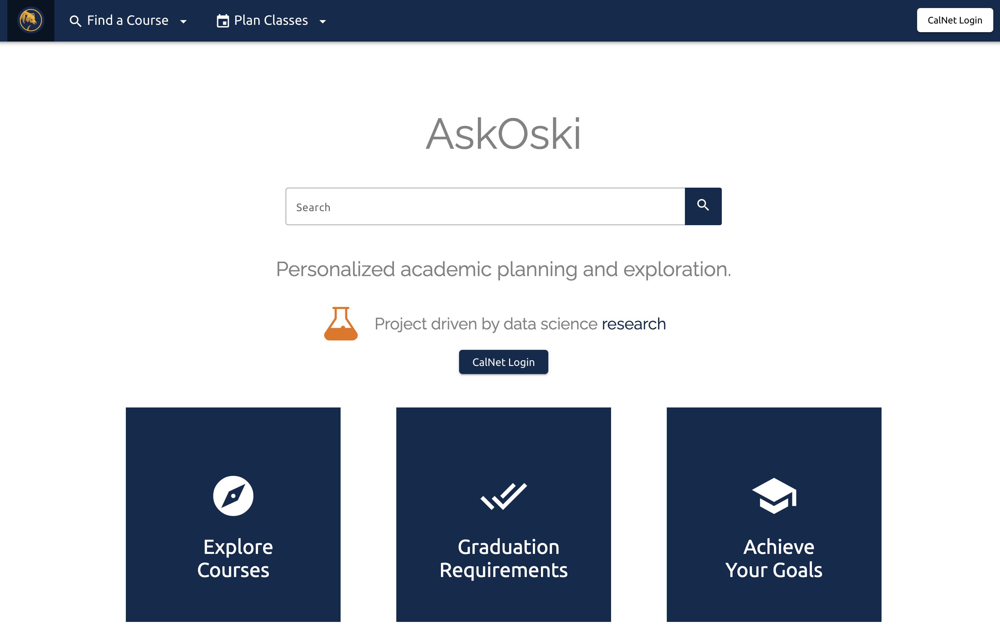 Find a Course
Plan Classes
CalNet Login
AskOski
Search
Personalized academic planning and exploration.
Project driven by data science research
CalNet Login
Explore
Courses
Graduation
Requirements
Achieve
Your Goals